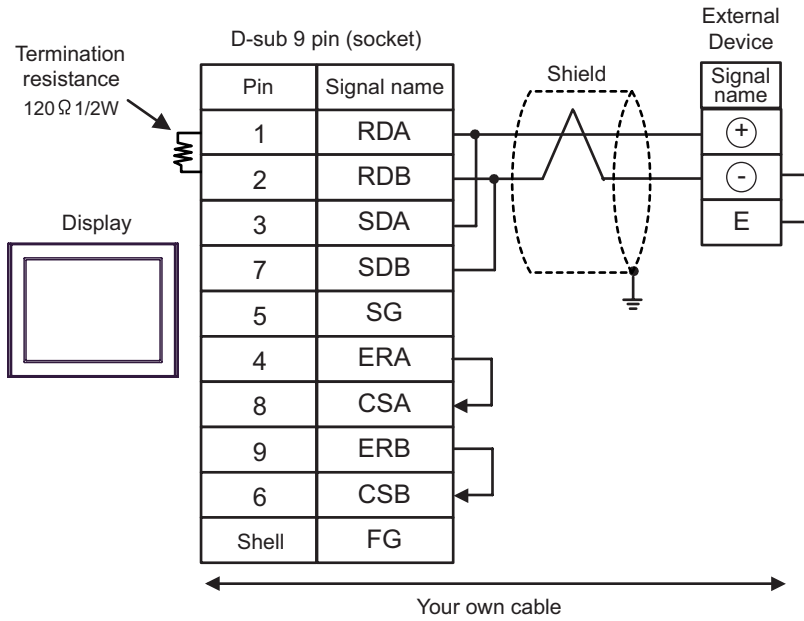 External
Device
D-sub 9 pin (socket)
Termination
resistance
120Ω 1/2W
Shield
Pin Signal name
Signal
name
1 RDA
+
2 RDB
-
3 SDA
E
Display
7 SDB
5 SG
4 ERA
8 CSA
9 ERB
6 CSB
Shell FG
Your own cable